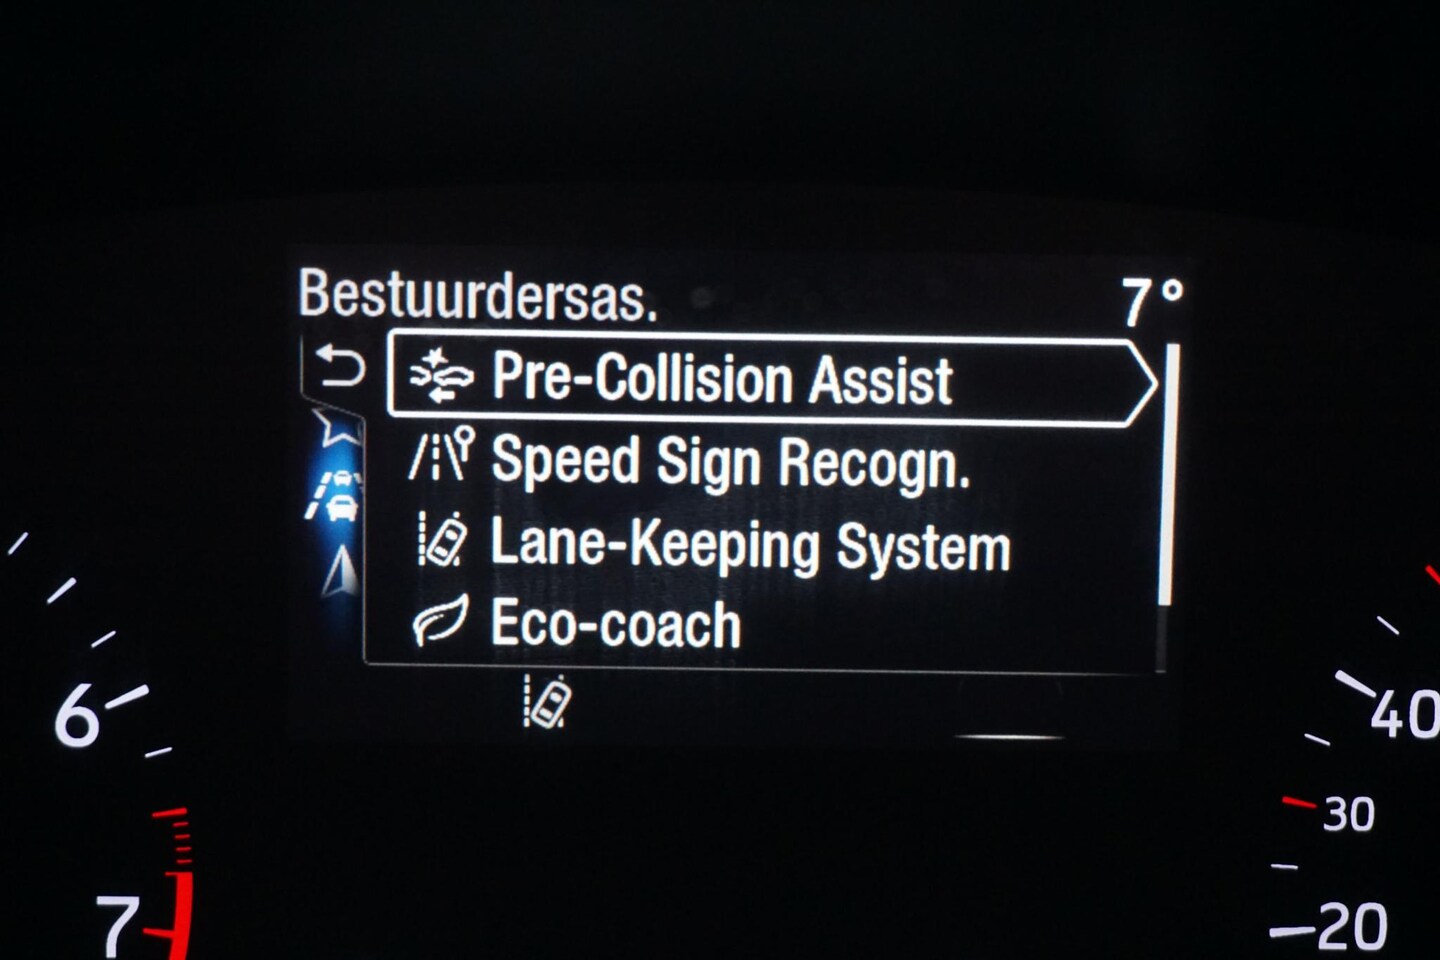 Bestuurdersas. 7°
Pre-Collision Assist
Speed Sign Recogn.
Lane-Keeping System
Eco-coach
6
40
30
7
20